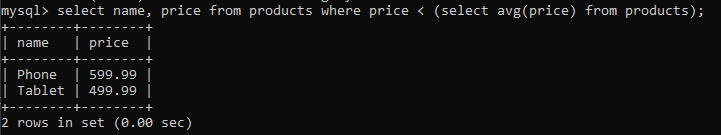 mysql> select name, price from products where price < (select avg(price) from products);
+--------+--------+
| name   | price  |
+--------+--------+
| Phone  | 599.99 |
| Tablet | 499.99 |
+--------+--------+
2 rows in set (0.00 sec)